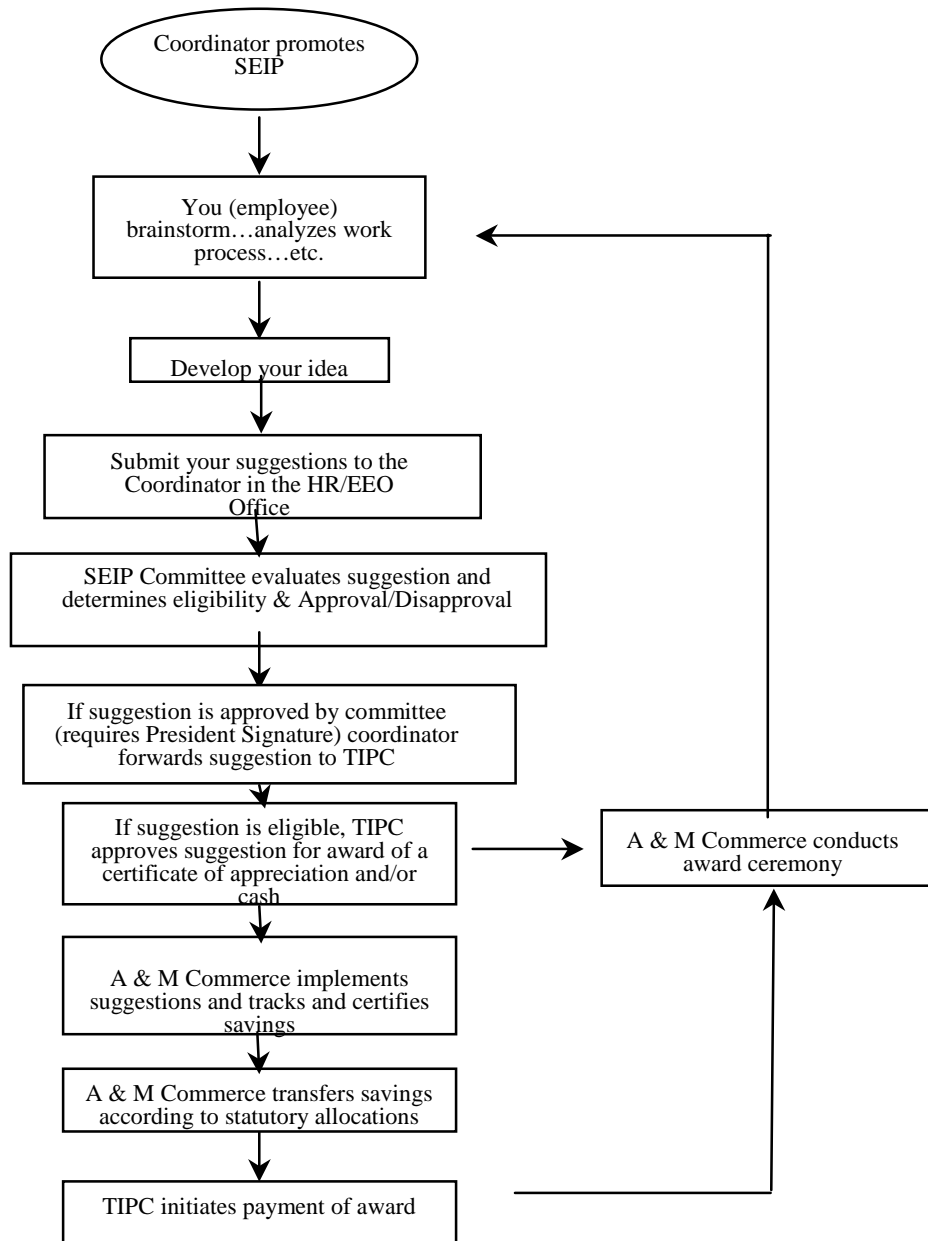 Coordinator promotes
SEIP
You (employee)
brainstorm…analyzes work
process…etc.
Develop your idea
Submit your suggestions to the
Coordinator in the HR/EEO
Office
SEIP Committee evaluates suggestion and
determines eligibility & Approval/Disapproval
If suggestion is approved by committee
(requires President Signature) coordinator
forwards suggestion to TIPC
If suggestion is eligible, TIPC
approves suggestion for award of a
certificate of appreciation and/or
cash
A & M Commerce conducts
award ceremony
A & M Commerce implements
suggestions and tracks and certifies
savings
A & M Commerce transfers savings
according to statutory allocations
TIPC initiates payment of award